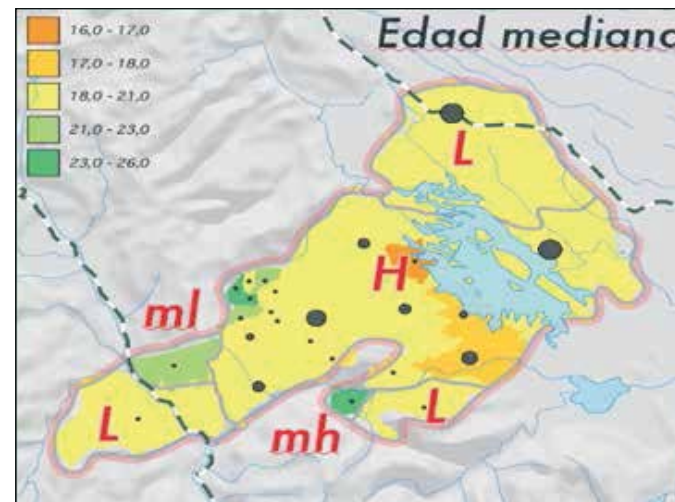 Edad mediana
16,0 - 17,0
17,0 - 18,0
18,0 - 21,0
21,0 - 23,0
23,0 - 26,0
L
2
H
ml
L
mh
L